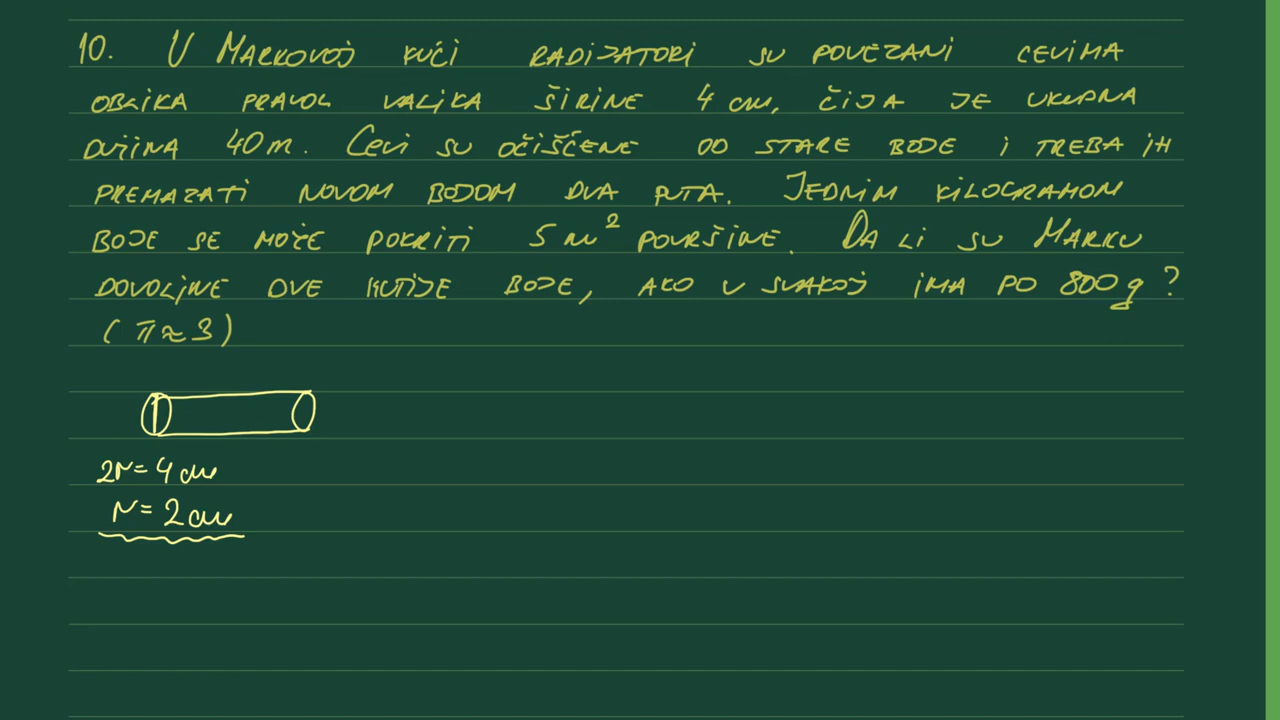 10. U MARKOVOJ KUĆI RADIJATORI SU POVEZANI CEVIMA
OBLIKA PRAVOG VALJKA ŠIRINE 4 cm, ČIJA JE UKUPNA
DUŽINA 40 m. CEVI SU OČIŠĆENE OD STARE BOJE I TREBA IH
PREMAZATI NOVOM BOJOM DVA PUTA. JEDNIM KILOGRAMOM
BOJE SE MOŽE POKRITI 5 m² POVRŠINE. DA LI SU MARKU
DOVOLJNE DVE KUTIJE BOJE, AKO U SVAKOJ IMA PO 800 g ?
( π ≈ 3 )
2r = 4 cm
r = 2 cm